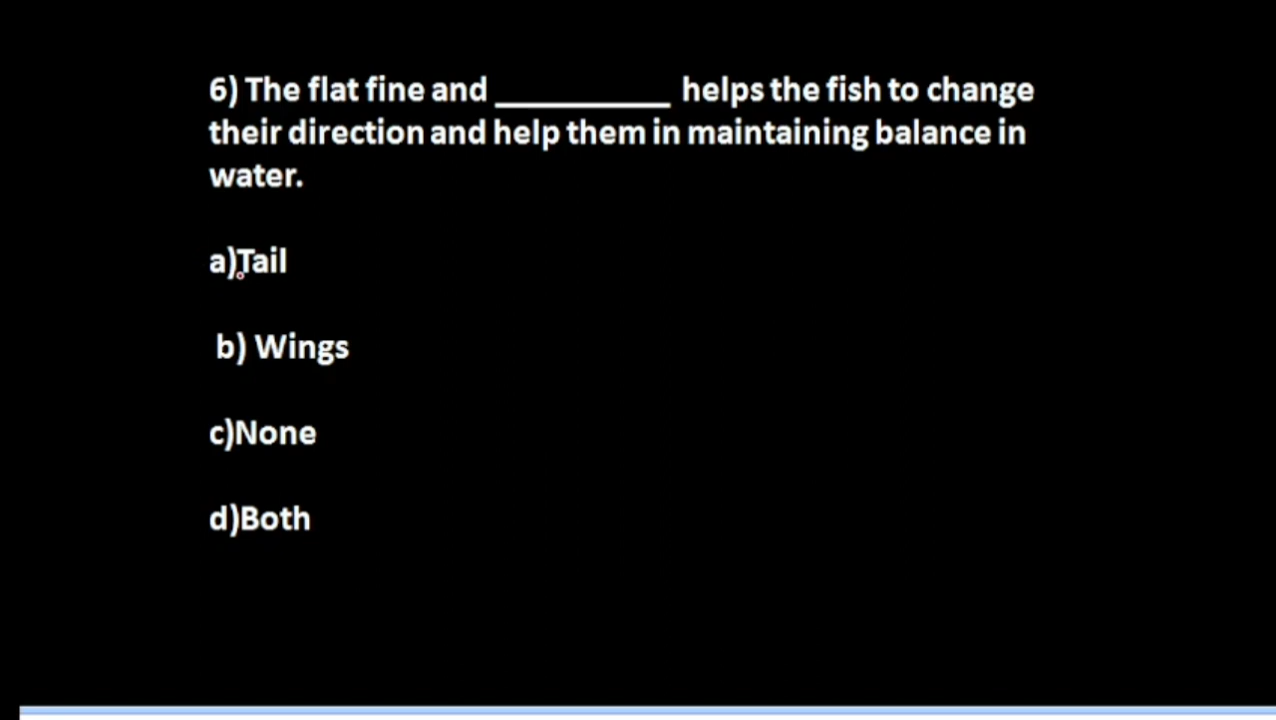 6) The flat fine and __________ helps the fish to change
their direction and help them in maintaining balance in
water.
a)Tail
b) Wings
c)None
d)Both